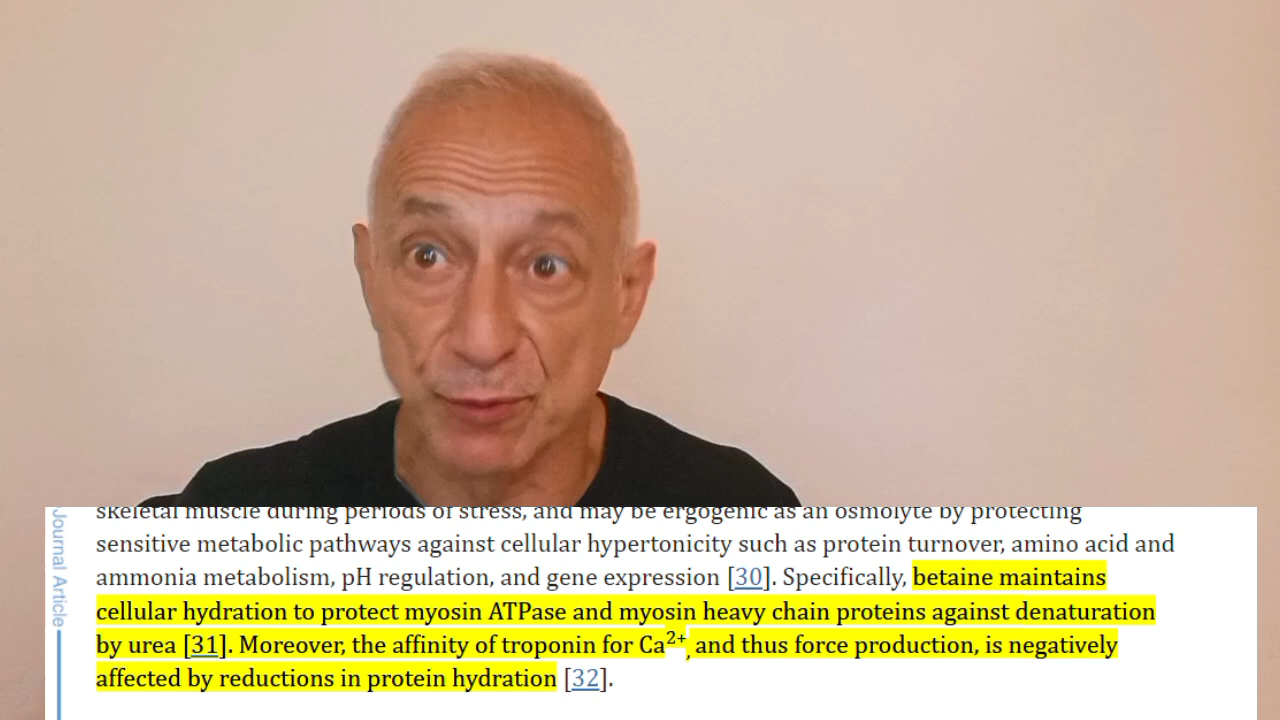 skeletal muscle during periods of stress, and may be ergogenic as an osmolyte by protecting
sensitive metabolic pathways against cellular hypertonicity such as protein turnover, amino acid and
ammonia metabolism, pH regulation, and gene expression [30]. Specifically, betaine maintains
cellular hydration to protect myosin ATPase and myosin heavy chain proteins against denaturation
by urea [31]. Moreover, the affinity of troponin for Ca²⁺, and thus force production, is negatively
affected by reductions in protein hydration [32].
Journal Article